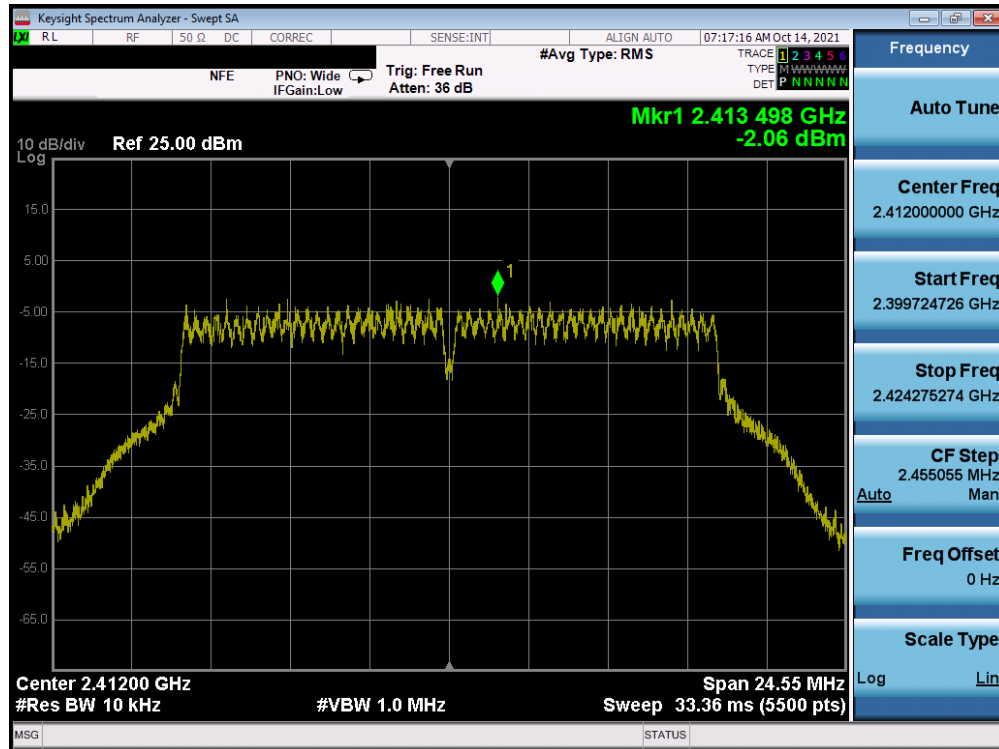 Keysight Spectrum Analyzer - Swept SA
LXI RL RF 50 Ω DC CORREC SENSE:INT ALIGN AUTO 07:17:16 AM Oct 14, 2021
NFE PNO: Wide Trig: Free Run #Avg Type: RMS TRACE 1 2 3 4 5 6
IFGain:Low Atten: 36 dB TYPE M WWWWW
DET P N N N N N
Mkr1 2.413 498 GHz
-2.06 dBm
10 dB/div Ref 25.00 dBm
Log
15.0
5.00
1
-5.00
-15.0
-25.0
-35.0
-45.0
-55.0
-65.0
Center 2.41200 GHz Span 24.55 MHz
#Res BW 10 kHz #VBW 1.0 MHz Sweep 33.36 ms (5500 pts)
MSG STATUS
Frequency
Auto Tune
Center Freq
2.412000000 GHz
Start Freq
2.399724726 GHz
Stop Freq
2.424275274 GHz
CF Step
2.455055 MHz
Auto Man
Freq Offset
0 Hz
Scale Type
Log Lin